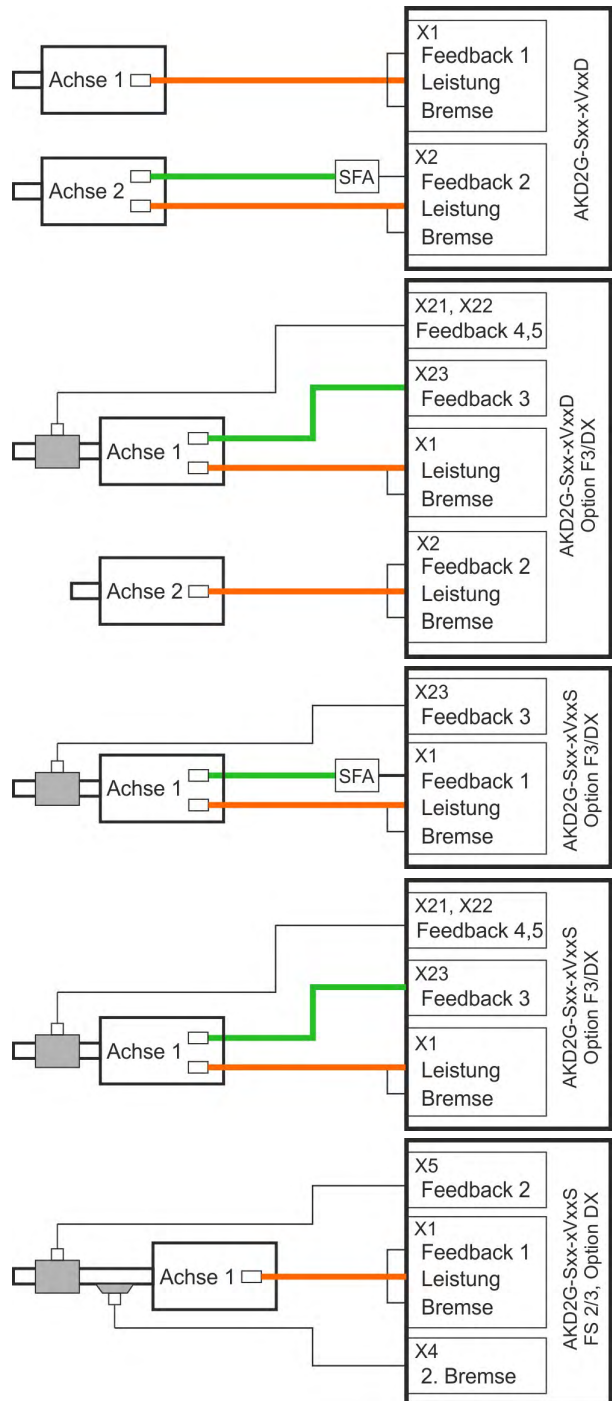 Achse 1
X1
Feedback 1
Leistung
Bremse
Achse 2
SFA
X2
Feedback 2
Leistung
Bremse
AKD2G-Sxx-xVxxD
X21, X22
Feedback 4,5
X23
Feedback 3
Achse 1
X1
Leistung
Bremse
Achse 2
X2
Feedback 2
Leistung
Bremse
AKD2G-Sxx-xVxxD
Option F3/DX
X23
Feedback 3
Achse 1
SFA
X1
Feedback 1
Leistung
Bremse
AKD2G-Sxx-xVxxS
Option F3/DX
X21, X22
Feedback 4,5
X23
Feedback 3
Achse 1
X1
Leistung
Bremse
AKD2G-Sxx-xVxxS
Option F3/DX
X5
Feedback 2
Achse 1
X1
Feedback 1
Leistung
Bremse
X4
2. Bremse
AKD2G-Sxx-xVxxS
FS 2/3, Option DX